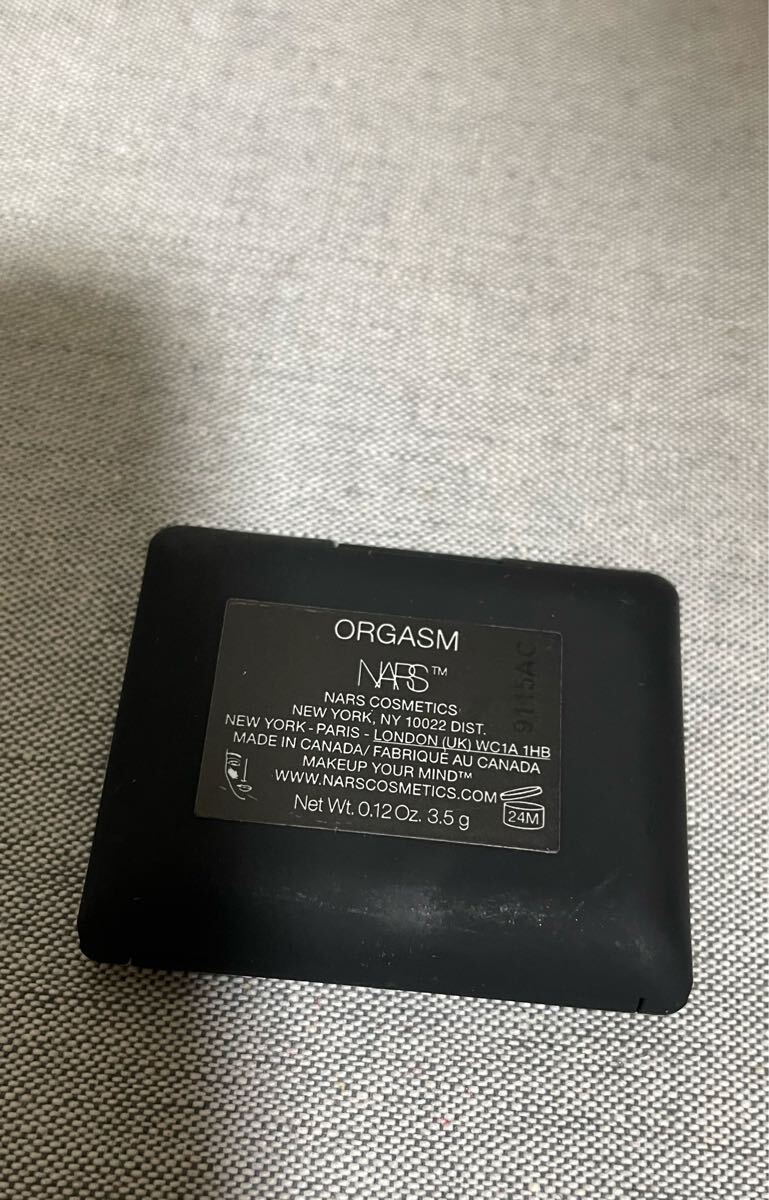 ORGASM
NARS™
NARS COSMETICS
NEW YORK, NY 10022 DIST.
NEW YORK - PARIS - LONDON (UK) WC1A 1HB
MADE IN CANADA/ FABRIQUÉ AU CANADA
MAKEUP YOUR MIND™
WWW.NARSCOSMETICS.COM
Net Wt. 0.12 Oz. 3.5 g
24M
9115AC